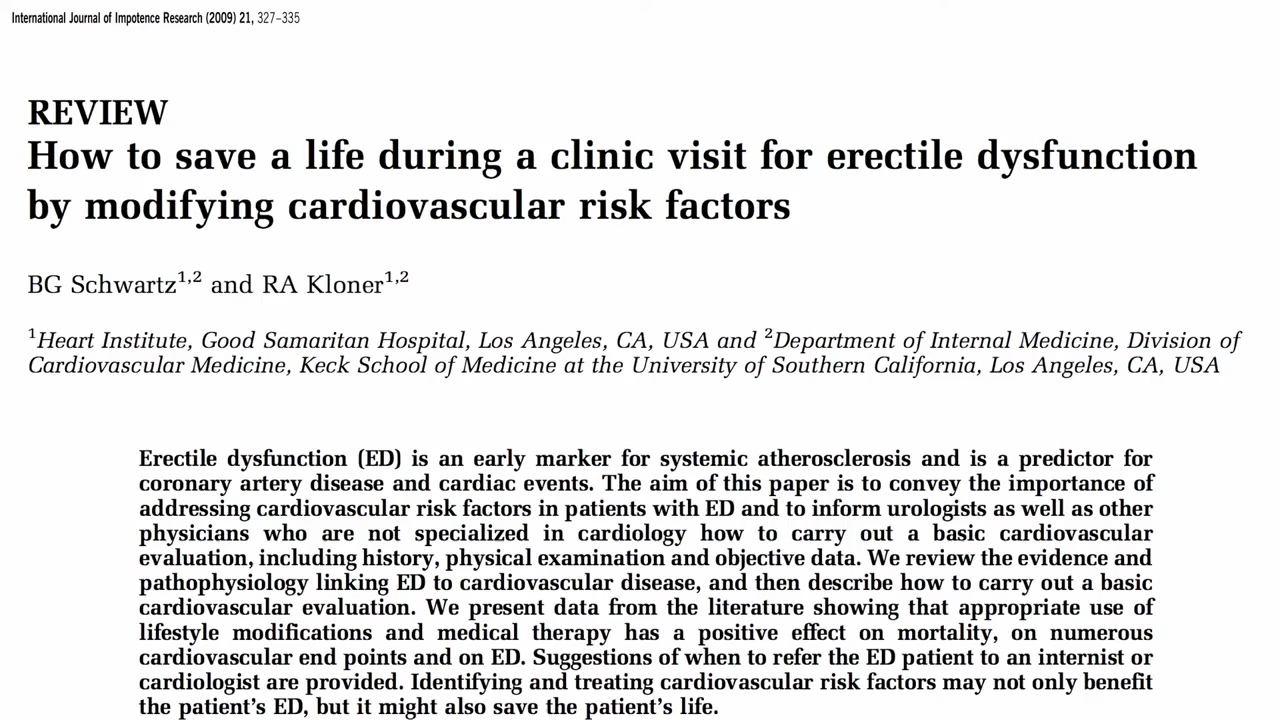 International Journal of Impotence Research (2009) 21, 327–335
REVIEW
How to save a life during a clinic visit for erectile dysfunction
by modifying cardiovascular risk factors
BG Schwartz1,2 and RA Kloner1,2
1Heart Institute, Good Samaritan Hospital, Los Angeles, CA, USA and 2Department of Internal Medicine, Division of
Cardiovascular Medicine, Keck School of Medicine at the University of Southern California, Los Angeles, CA, USA
Erectile dysfunction (ED) is an early marker for systemic atherosclerosis and is a predictor for
coronary artery disease and cardiac events. The aim of this paper is to convey the importance of
addressing cardiovascular risk factors in patients with ED and to inform urologists as well as other
physicians who are not specialized in cardiology how to carry out a basic cardiovascular
evaluation, including history, physical examination and objective data. We review the evidence and
pathophysiology linking ED to cardiovascular disease, and then describe how to carry out a basic
cardiovascular evaluation. We present data from the literature showing that appropriate use of
lifestyle modifications and medical therapy has a positive effect on mortality, on numerous
cardiovascular end points and on ED. Suggestions of when to refer the ED patient to an internist or
cardiologist are provided. Identifying and treating cardiovascular risk factors may not only benefit
the patient's ED, but it might also save the patient's life.